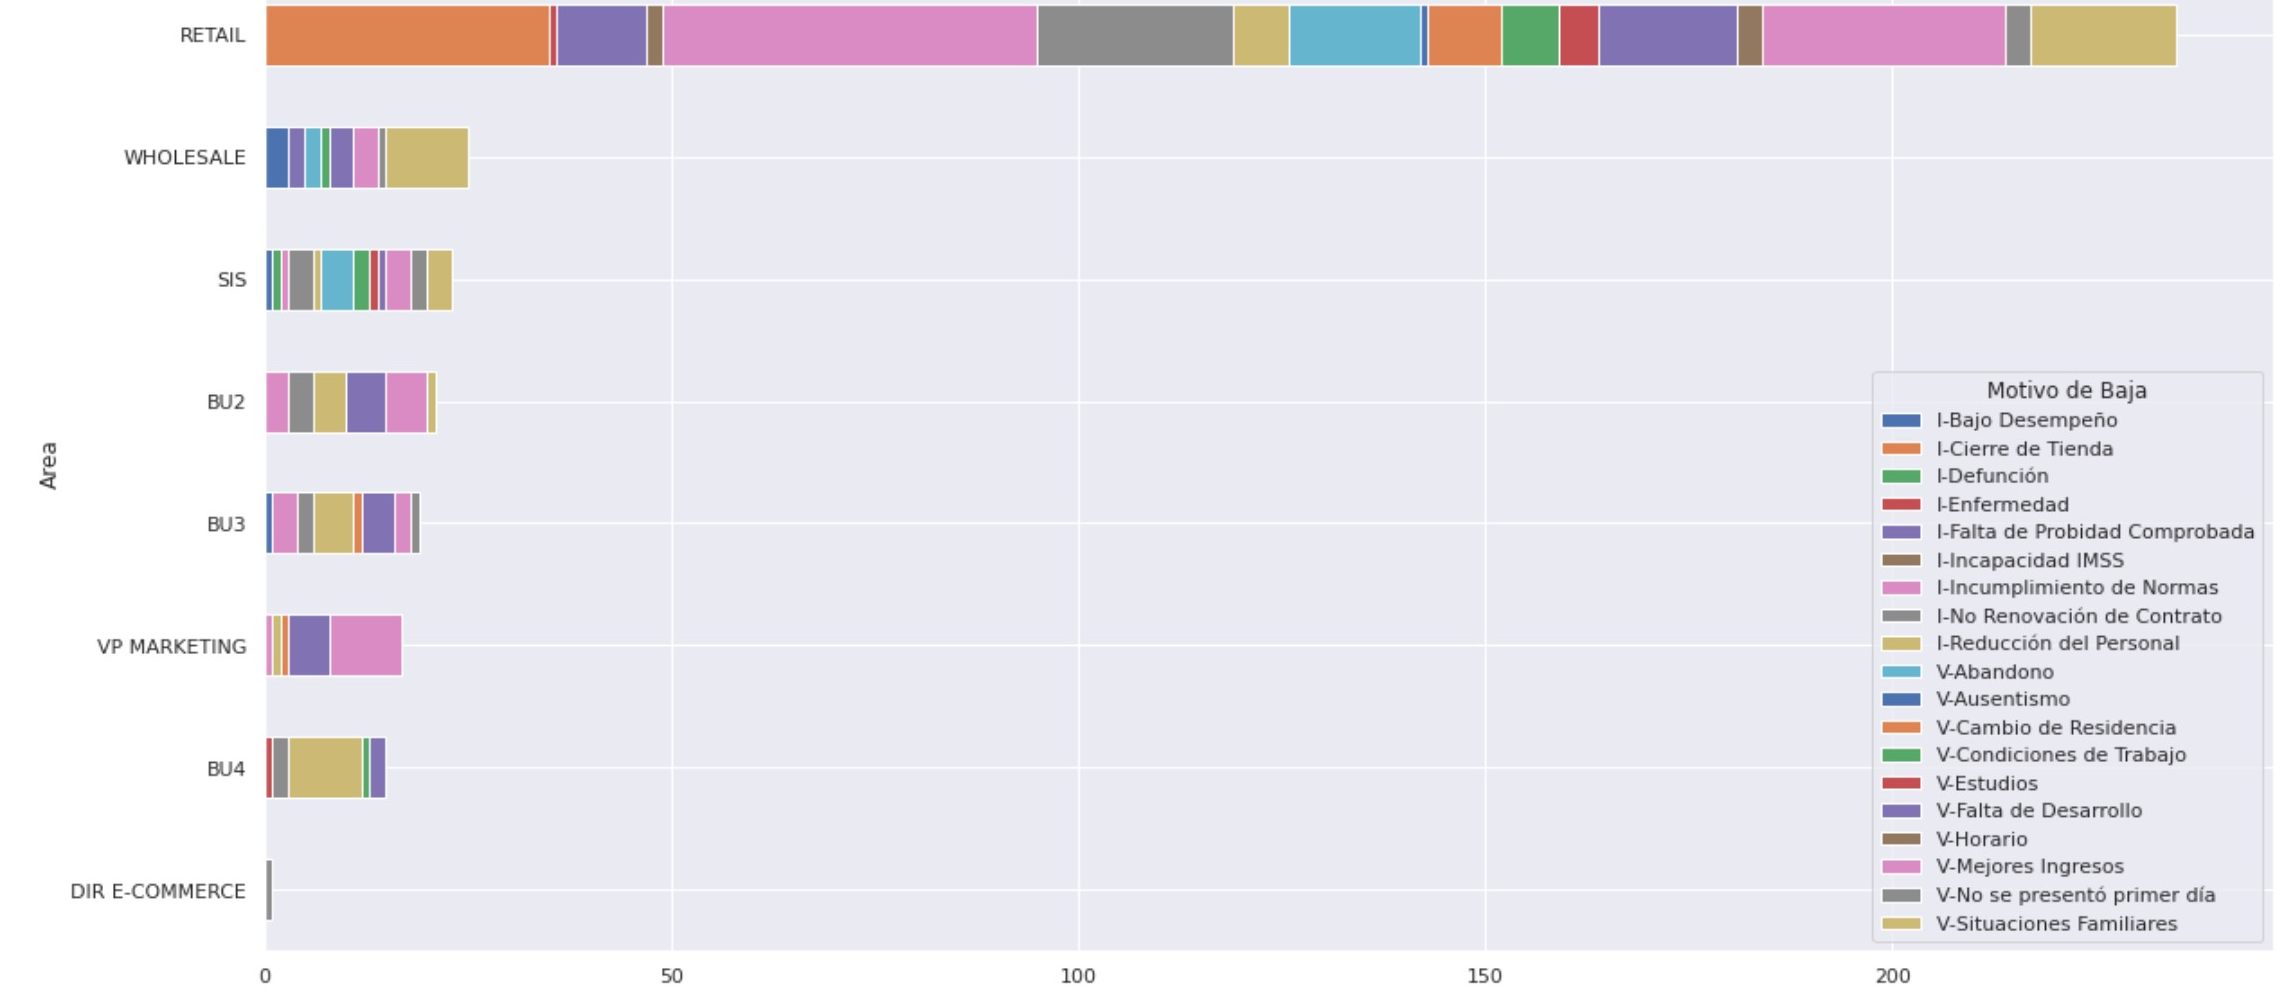 RETAIL
WHOLESALE
SIS
BU2
BU3
VP MARKETING
BU4
DIR E-COMMERCE
Area
0 50 100 150 200
Motivo de Baja
I-Bajo Desempeño
I-Cierre de Tienda
I-Defunción
I-Enfermedad
I-Falta de Probidad Comprobada
I-Incapacidad IMSS
I-Incumplimiento de Normas
I-No Renovación de Contrato
I-Reducción del Personal
V-Abandono
V-Ausentismo
V-Cambio de Residencia
V-Condiciones de Trabajo
V-Estudios
V-Falta de Desarrollo
V-Horario
V-Mejores Ingresos
V-No se presentó primer día
V-Situaciones Familiares